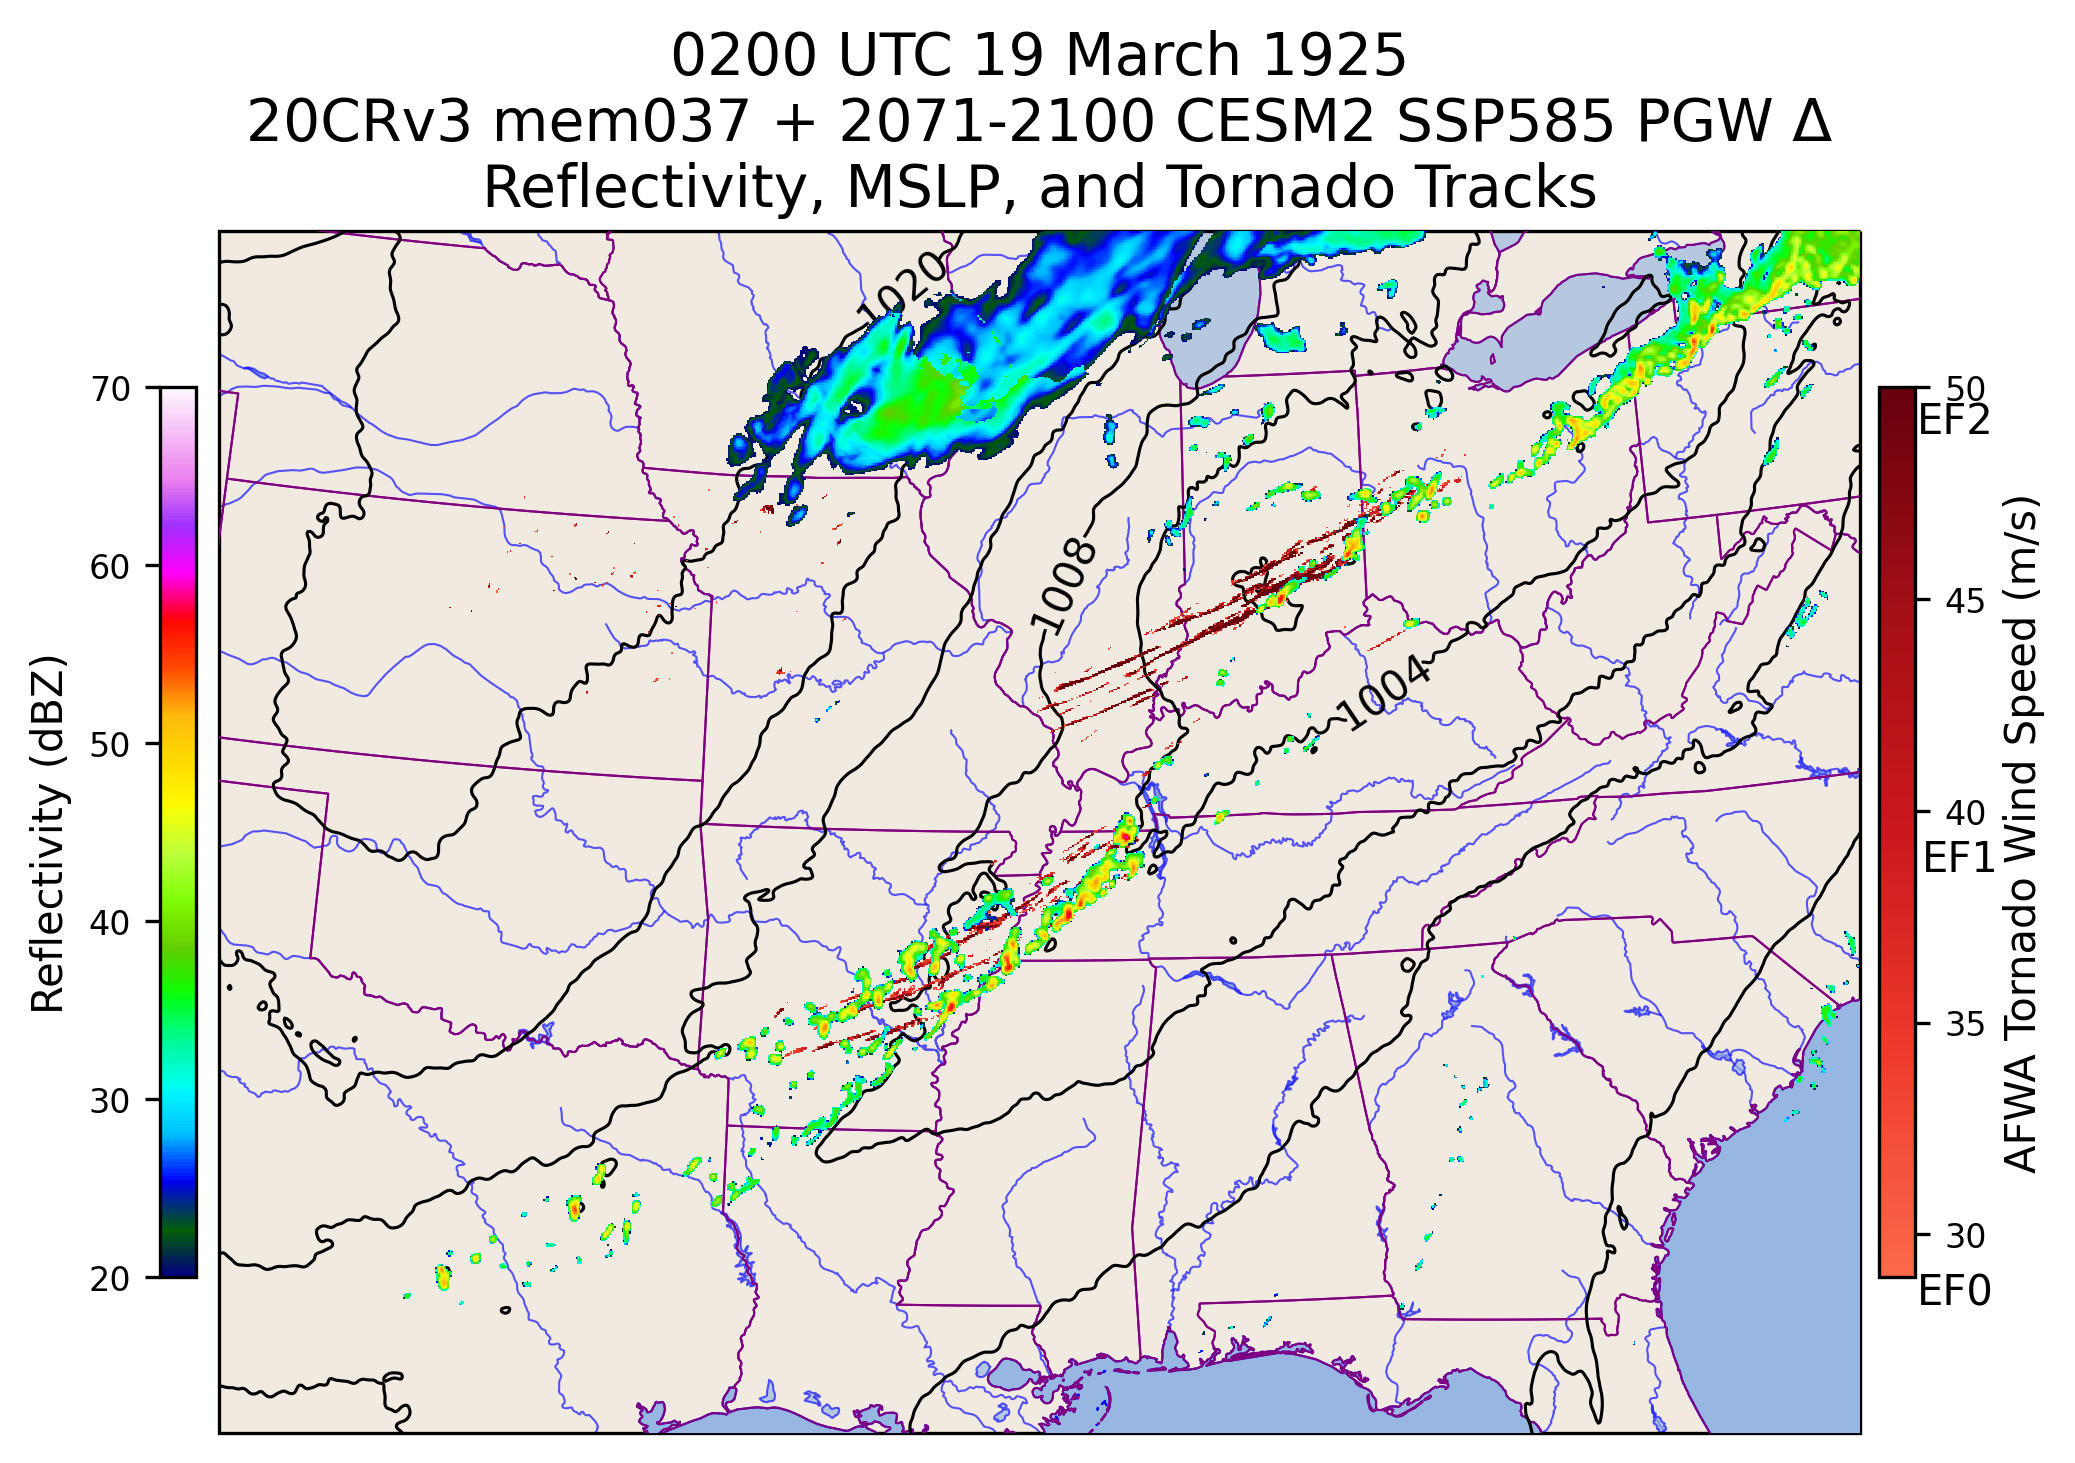 0200 UTC 19 March 1925
20CRv3 mem037 + 2071-2100 CESM2 SSP585 PGW Δ
Reflectivity, MSLP, and Tornado Tracks
1020
1008
1004
70
60
50
40
30
20
Reflectivity (dBZ)
50
EF2
45
40
EF1
35
30
EF0
AFWA Tornado Wind Speed (m/s)